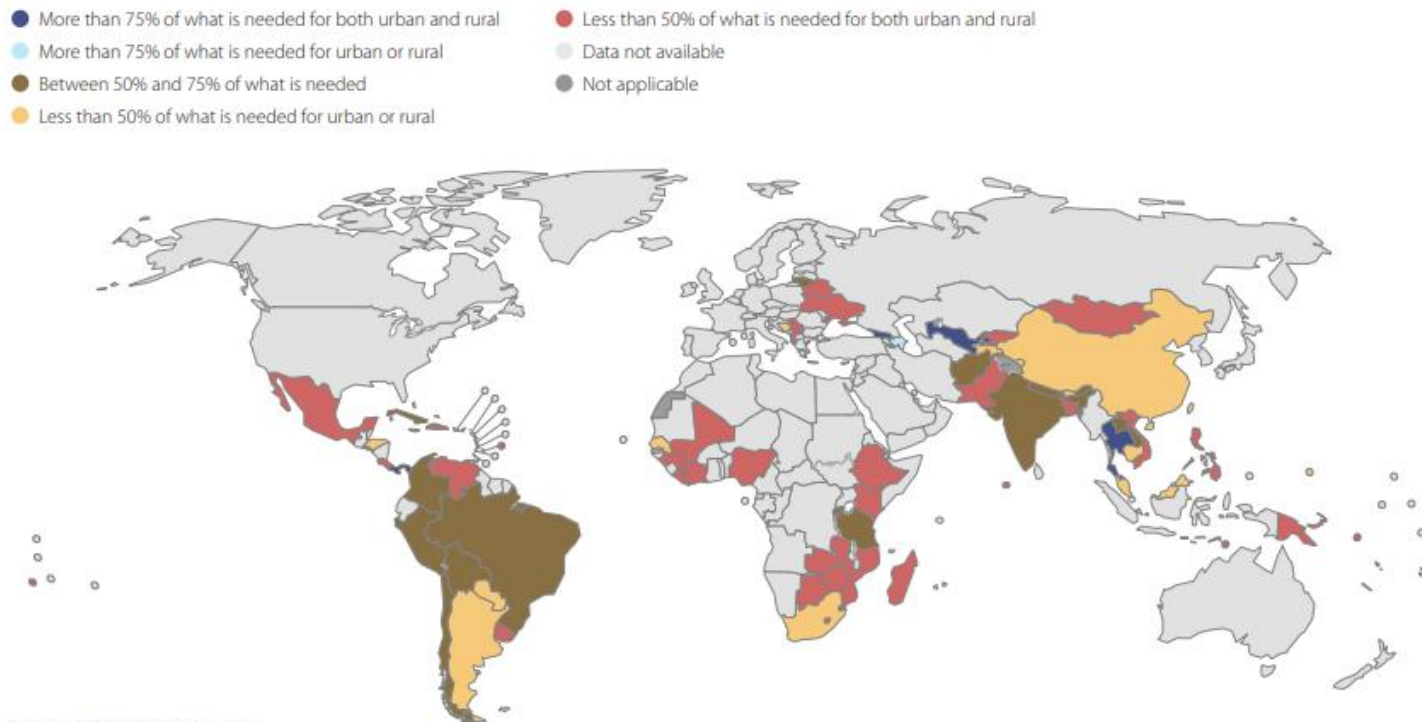 More than 75% of what is needed for both urban and rural
More than 75% of what is needed for urban or rural
Between 50% and 75% of what is needed
Less than 50% of what is needed for urban or rural
Less than 50% of what is needed for both urban and rural
Data not available
Not applicable